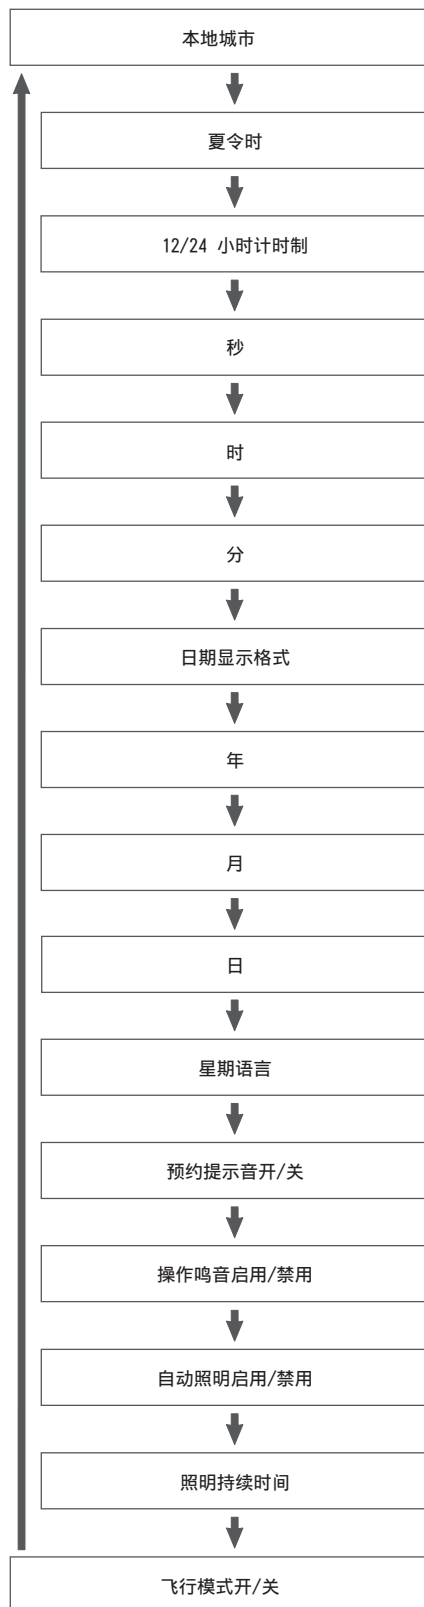 本地城市
夏令时
12/24 小时计时制
秒
时
分
日期显示格式
年
月
日
星期语言
预约提示音开/关
操作鸣音启用/禁用
自动照明启用/禁用
照明持续时间
飞行模式开/关